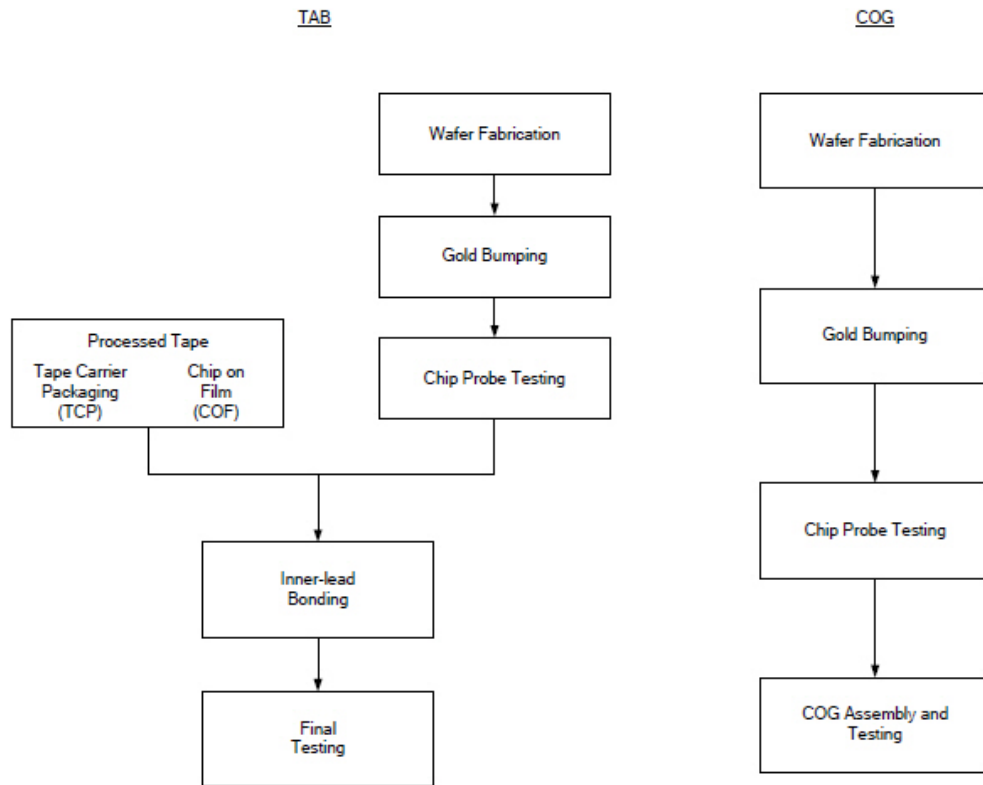 TAB
COG
Wafer Fabrication
Wafer Fabrication
Gold Bumping
Gold Bumping
Processed Tape
Tape Carrier
Packaging
(TCP)
Chip on
Film
(COF)
Chip Probe Testing
Chip Probe Testing
Inner-lead
Bonding
Final
Testing
COG Assembly and
Testing